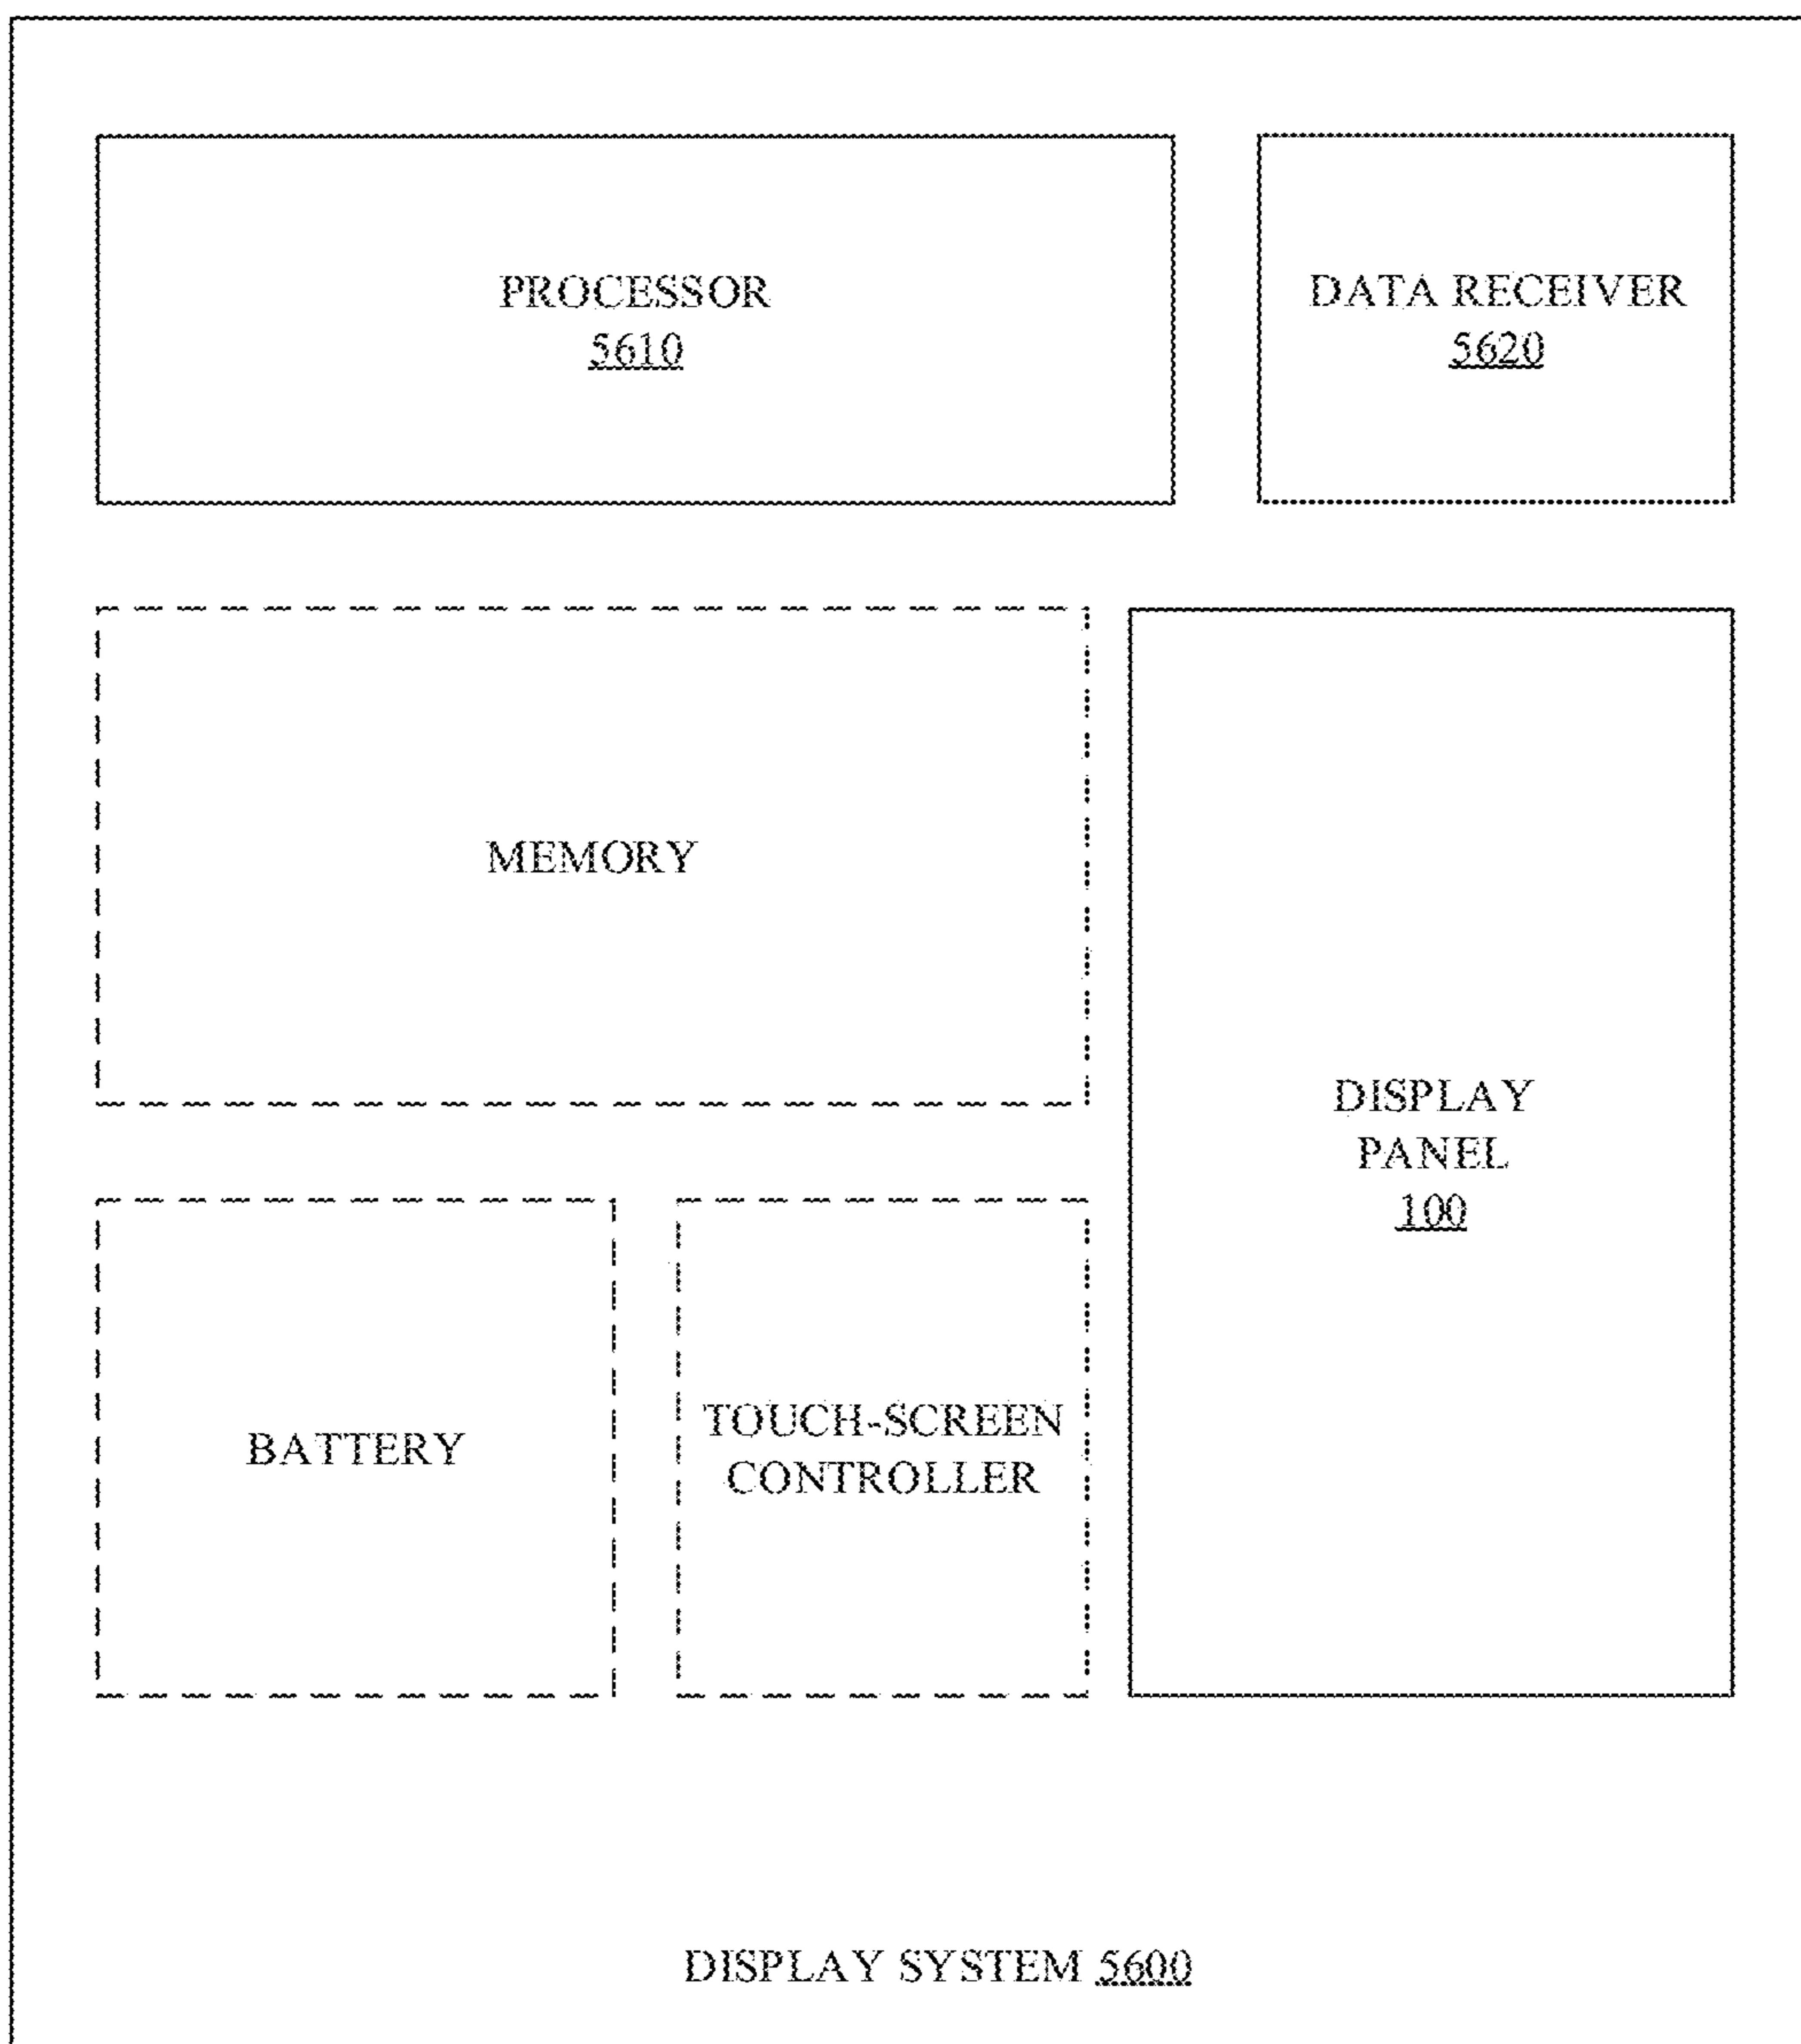 PROCESSOR
5610
DATA RECEIVER
5620
MEMORY
DISPLAY
PANEL
100
BATTERY
TOUCH-SCREEN
CONTROLLER
DISPLAY SYSTEM 5600